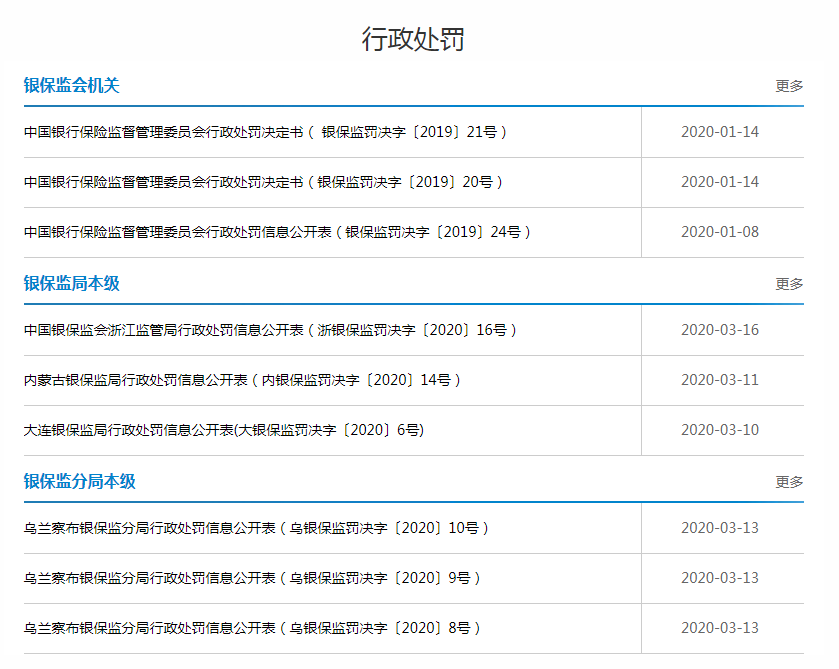 行政处罚
银保监会机关 更多
中国银行保险监督管理委员会行政处罚决定书（ 银保监罚决字〔2019〕21号） 2020-01-14
中国银行保险监督管理委员会行政处罚决定书（银保监罚决字〔2019〕20号） 2020-01-14
中国银行保险监督管理委员会行政处罚信息公开表（银保监罚决字〔2019〕24号） 2020-01-08
银保监局本级 更多
中国银保监会浙江监管局行政处罚信息公开表（浙银保监罚决字〔2020〕16号） 2020-03-16
内蒙古银保监局行政处罚信息公开表（内银保监罚决字〔2020〕14号） 2020-03-11
大连银保监局行政处罚信息公开表(大银保监罚决字〔2020〕6号) 2020-03-10
银保监分局本级 更多
乌兰察布银保监分局行政处罚信息公开表（乌银保监罚决字〔2020〕10号） 2020-03-13
乌兰察布银保监分局行政处罚信息公开表（乌银保监罚决字〔2020〕9号） 2020-03-13
乌兰察布银保监分局行政处罚信息公开表（乌银保监罚决字〔2020〕8号） 2020-03-13